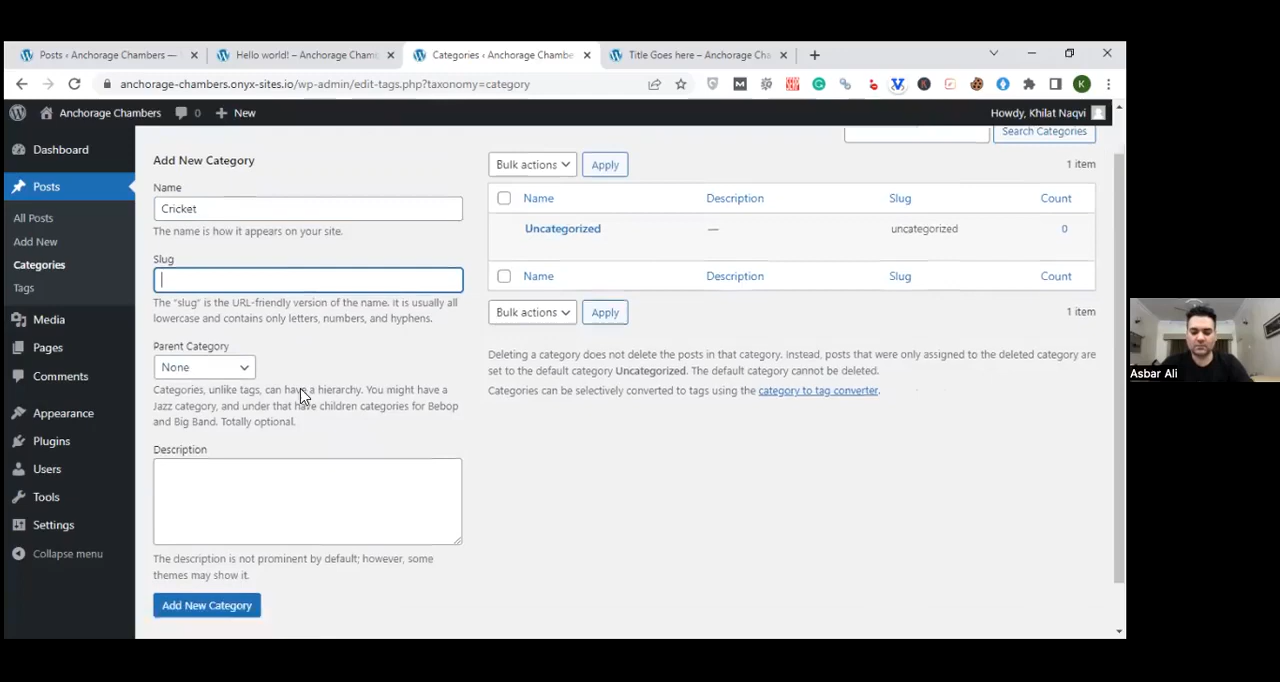 Posts ‹ Anchorage Chambers —
Hello world! – Anchorage Chamb
Categories ‹ Anchorage Chambe
Title Goes here – Anchorage Cha
anchorage-chambers.onyx-sites.io/wp-admin/edit-tags.php?taxonomy=category
K
Anchorage Chambers
0
New
Howdy, Khilat Naqvi
Dashboard
Posts
All Posts
Add New
Categories
Tags
Media
Pages
Comments
Appearance
Plugins
Users
Tools
Settings
Collapse menu
Add New Category
Name
Cricket
The name is how it appears on your site.
Slug
The “slug” is the URL-friendly version of the name. It is usually all
lowercase and contains only letters, numbers, and hyphens.
Parent Category
None
Categories, unlike tags, can have a hierarchy. You might have a
Jazz category, and under that have children categories for Bebop
and Big Band. Totally optional.
Description
The description is not prominent by default; however, some
themes may show it.
Add New Category
Search Categories
Bulk actions
Apply
1 item
Name Description Slug Count
Uncategorized — uncategorized 0
Name Description Slug Count
Bulk actions
Apply
1 item
Deleting a category does not delete the posts in that category. Instead, posts that were only assigned to the deleted category are
set to the default category Uncategorized. The default category cannot be deleted.
Categories can be selectively converted to tags using the category to tag converter.
Asbar Ali